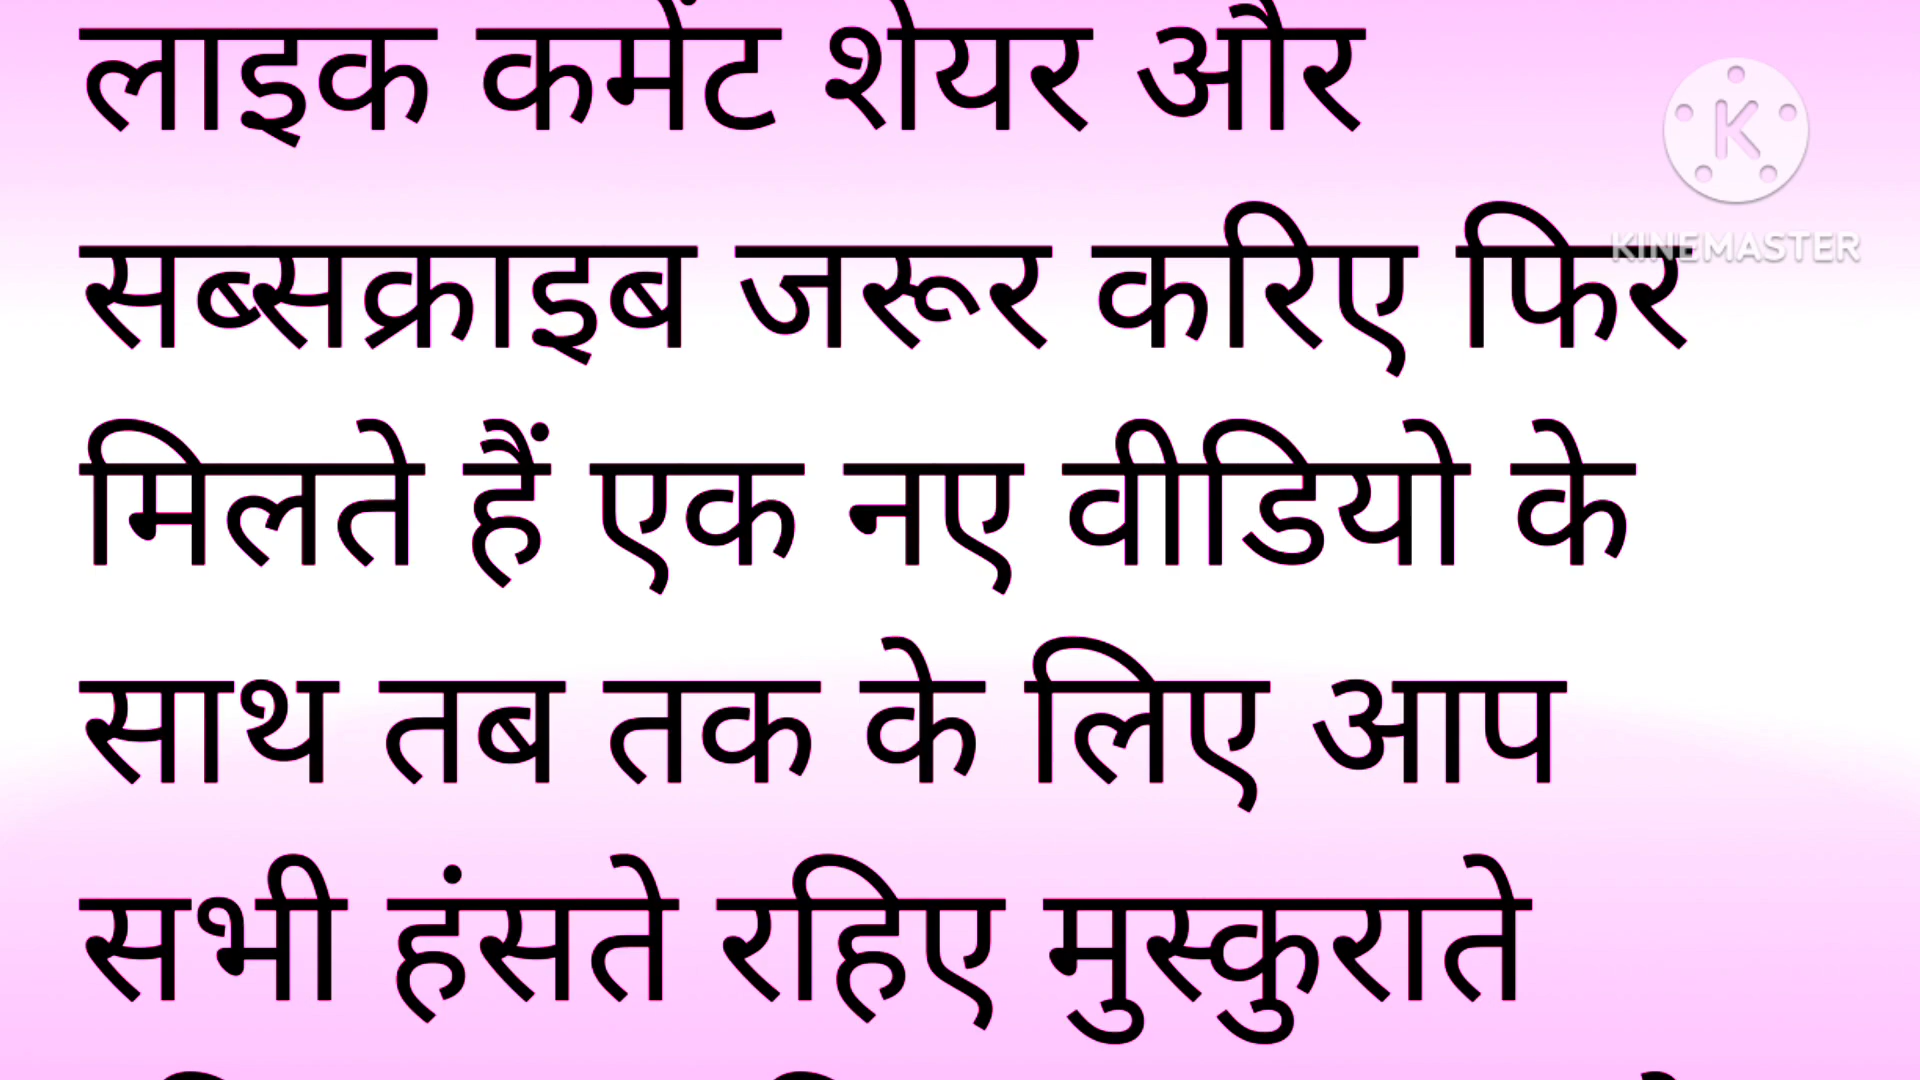 लाइक कमेंट शेयर और
सब्सक्राइब जरूर करिए फिर
मिलते हैं एक नए वीडियो के
साथ तब तक के लिए आप
सभी हंसते रहिए मुस्कुराते
K
KINEMASTER